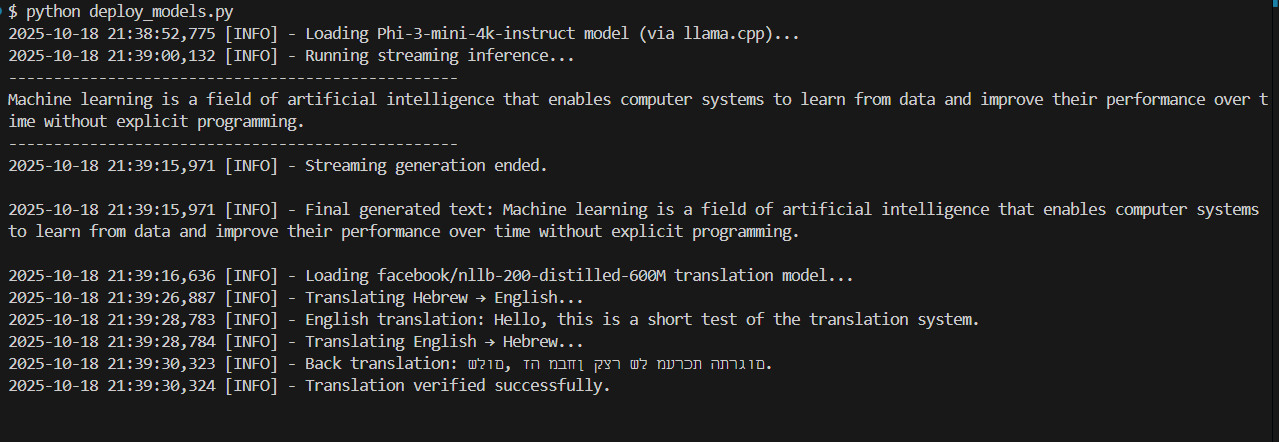 $ python deploy_models.py
2025-10-18 21:38:52,775 [INFO] - Loading Phi-3-mini-4k-instruct model (via llama.cpp)...
2025-10-18 21:39:00,132 [INFO] - Running streaming inference...
--------------------------------------------------
Machine learning is a field of artificial intelligence that enables computer systems to learn from data and improve their performance over t
ime without explicit programming.
--------------------------------------------------
2025-10-18 21:39:15,971 [INFO] - Streaming generation ended.
2025-10-18 21:39:15,971 [INFO] - Final generated text: Machine learning is a field of artificial intelligence that enables computer systems
to learn from data and improve their performance over time without explicit programming.
2025-10-18 21:39:16,636 [INFO] - Loading facebook/nllb-200-distilled-600M translation model...
2025-10-18 21:39:26,887 [INFO] - Translating Hebrew → English...
2025-10-18 21:39:28,783 [INFO] - English translation: Hello, this is a short test of the translation system.
2025-10-18 21:39:28,784 [INFO] - Translating English → Hebrew...
2025-10-18 21:39:30,323 [INFO] - Back translation: שלום, זה מבחן קצר של מערכת התרגום.
2025-10-18 21:39:30,324 [INFO] - Translation verified successfully.